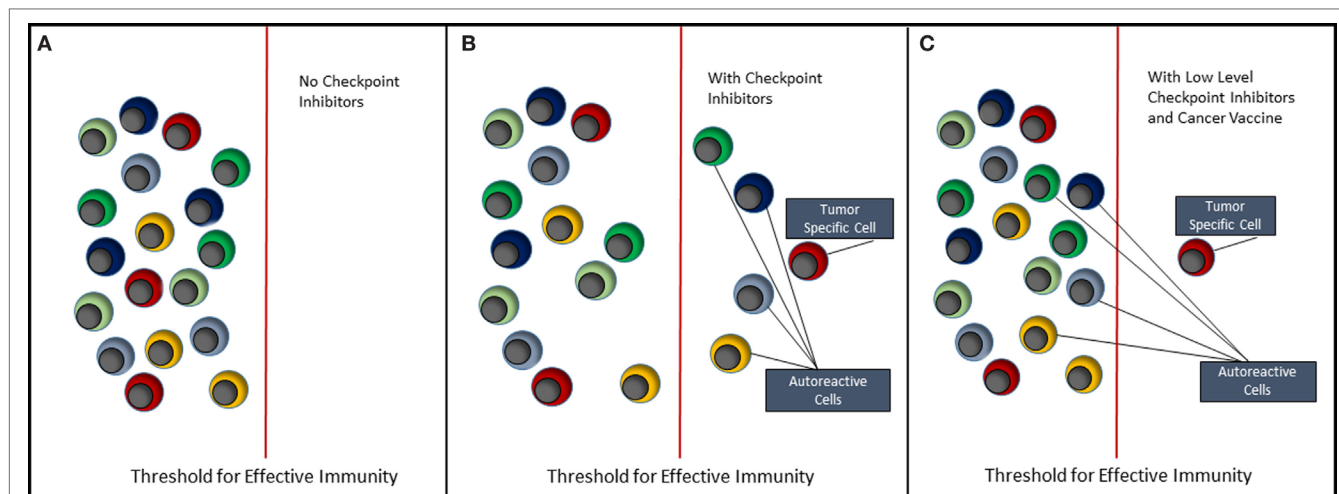 A
No Checkpoint
Inhibitors
Threshold for Effective Immunity
B
With Checkpoint
Inhibitors
Tumor
Specific Cell
Autoreactive
Cells
Threshold for Effective Immunity
C
With Low Level
Checkpoint Inhibitors
and Cancer Vaccine
Tumor
Specific Cell
Autoreactive
Cells
Threshold for Effective Immunity